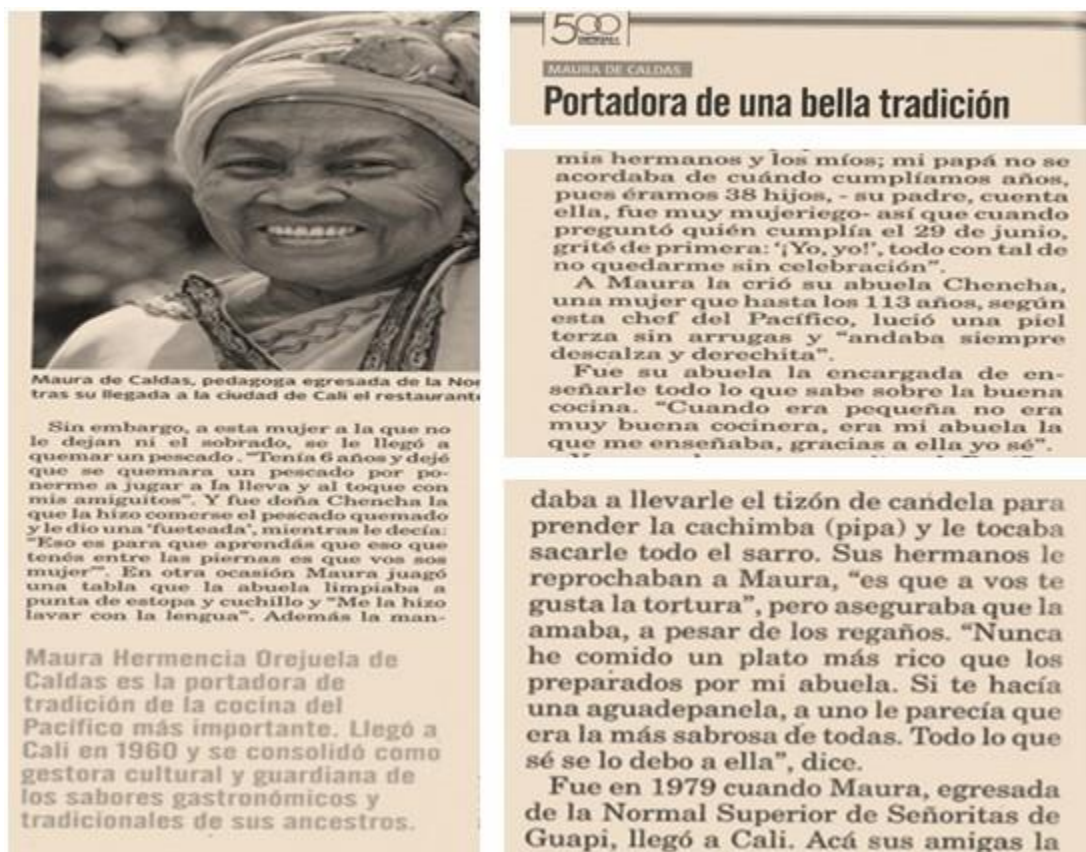 500
MAURA DE CALDAS
Portadora de una bella tradición
Maura de Caldas, pedagoga egresada de la Nor
tras su llegada a la ciudad de Cali el restaurant
mis hermanos y los míos; mi papá no se
acordaba de cuándo cumplíamos años,
pues éramos 38 hijos, - su padre, cuenta
ella, fue muy mujeriego- así que cuando
preguntó quién cumplía el 29 de junio,
grité de primera: ‘¡Yo, yo!’, todo con tal de
no quedarme sin celebración”.
A Maura la crió su abuela Chencha,
una mujer que hasta los 113 años, según
esta chef del Pacífico, lució una piel
terza sin arrugas y “andaba siempre
descalza y derechita”.
Fue su abuela la encargada de en-
señarle todo lo que sabe sobre la buena
cocina. “Cuando era pequeña no era
muy buena cocinera, era mi abuela la
que me enseñaba, gracias a ella yo sé”.
Sin embargo, a esta mujer a la que no
le dejan ni el sobrado, se le llegó a
quemar un pescado. “Tenía 6 años y dejé
que se quemara un pescado por po-
nerme a jugar a la lleva y al toque con
mis amiguitos”. Y fue doña Chencha la
que la hizo comerse el pescado quemado
y le dio una ‘fueteada’, mientras le decía:
“Eso es para que aprendás que eso que
tenés entre las piernas es que vos sos
mujer’”. En otra ocasión Maura juagó
una tabla que la abuela limpiaba a
punta de estopa y cuchillo y “Me la hizo
lavar con la lengua”. Además la man-
daba a llevarle el tizón de candela para
prender la cachimba (pipa) y le tocaba
sacarle todo el sarro. Sus hermanos le
reprochaban a Maura, “es que a vos te
gusta la tortura”, pero aseguraba que la
amaba, a pesar de los regaños. “Nunca
he comido un plato más rico que los
preparados por mi abuela. Si te hacía
una aguadepanela, a uno le parecía que
era la más sabrosa de todas. Todo lo que
sé se lo debo a ella”, dice.
Fue en 1979 cuando Maura, egresada
de la Normal Superior de Señoritas de
Guapi, llegó a Cali. Acá sus amigas la
Maura Hermencia Orejuela de
Caldas es la portadora de
tradición de la cocina del
Pacífico más importante. Llegó a
Cali en 1960 y se consolidó como
gestora cultural y guardiana de
los sabores gastronómicos y
tradicionales de sus ancestros.